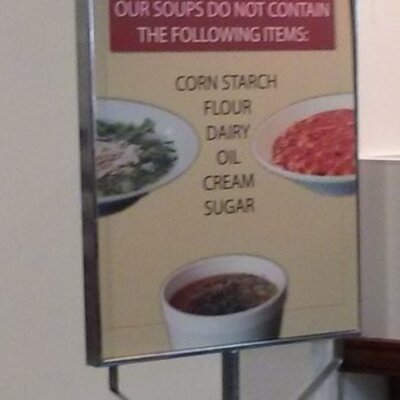 OUR SOUPS DO NOT CONTAIN
THE FOLLOWING ITEMS:
CORN STARCH
FLOUR
DAIRY
OIL
CREAM
SUGAR